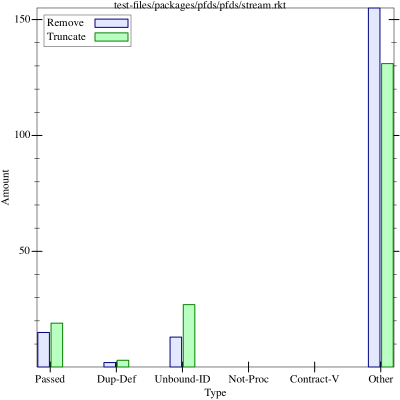 test-files/packages/pfds/pfds/stream.rkt
Remove
Truncate
150
100
50
Amount
Passed Dup-Def Unbound-ID Not-Proc Contract-V Other
Type